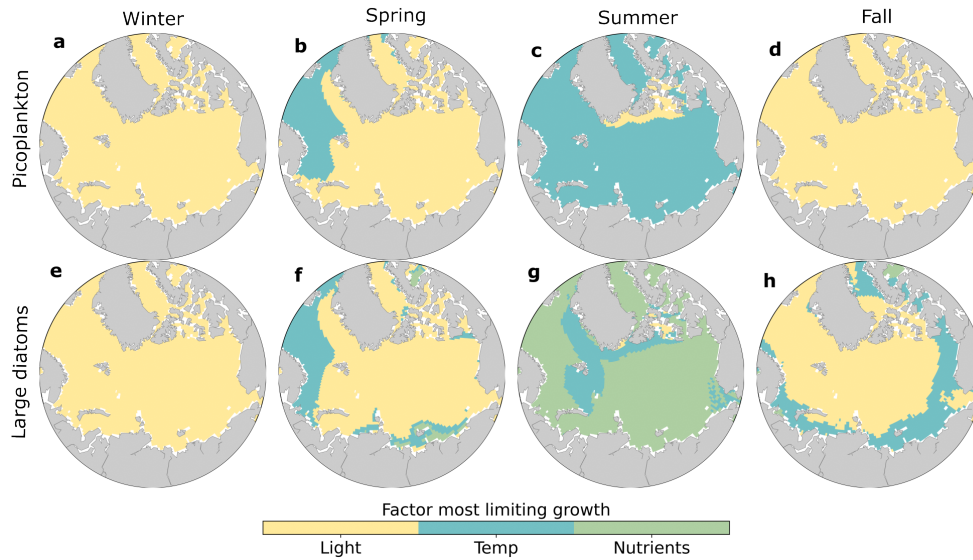 Winter
Spring
Summer
Fall
Picoplankton
a
b
c
d
Large diatoms
e
f
g
h
Factor most limiting growth
Light
Temp
Nutrients